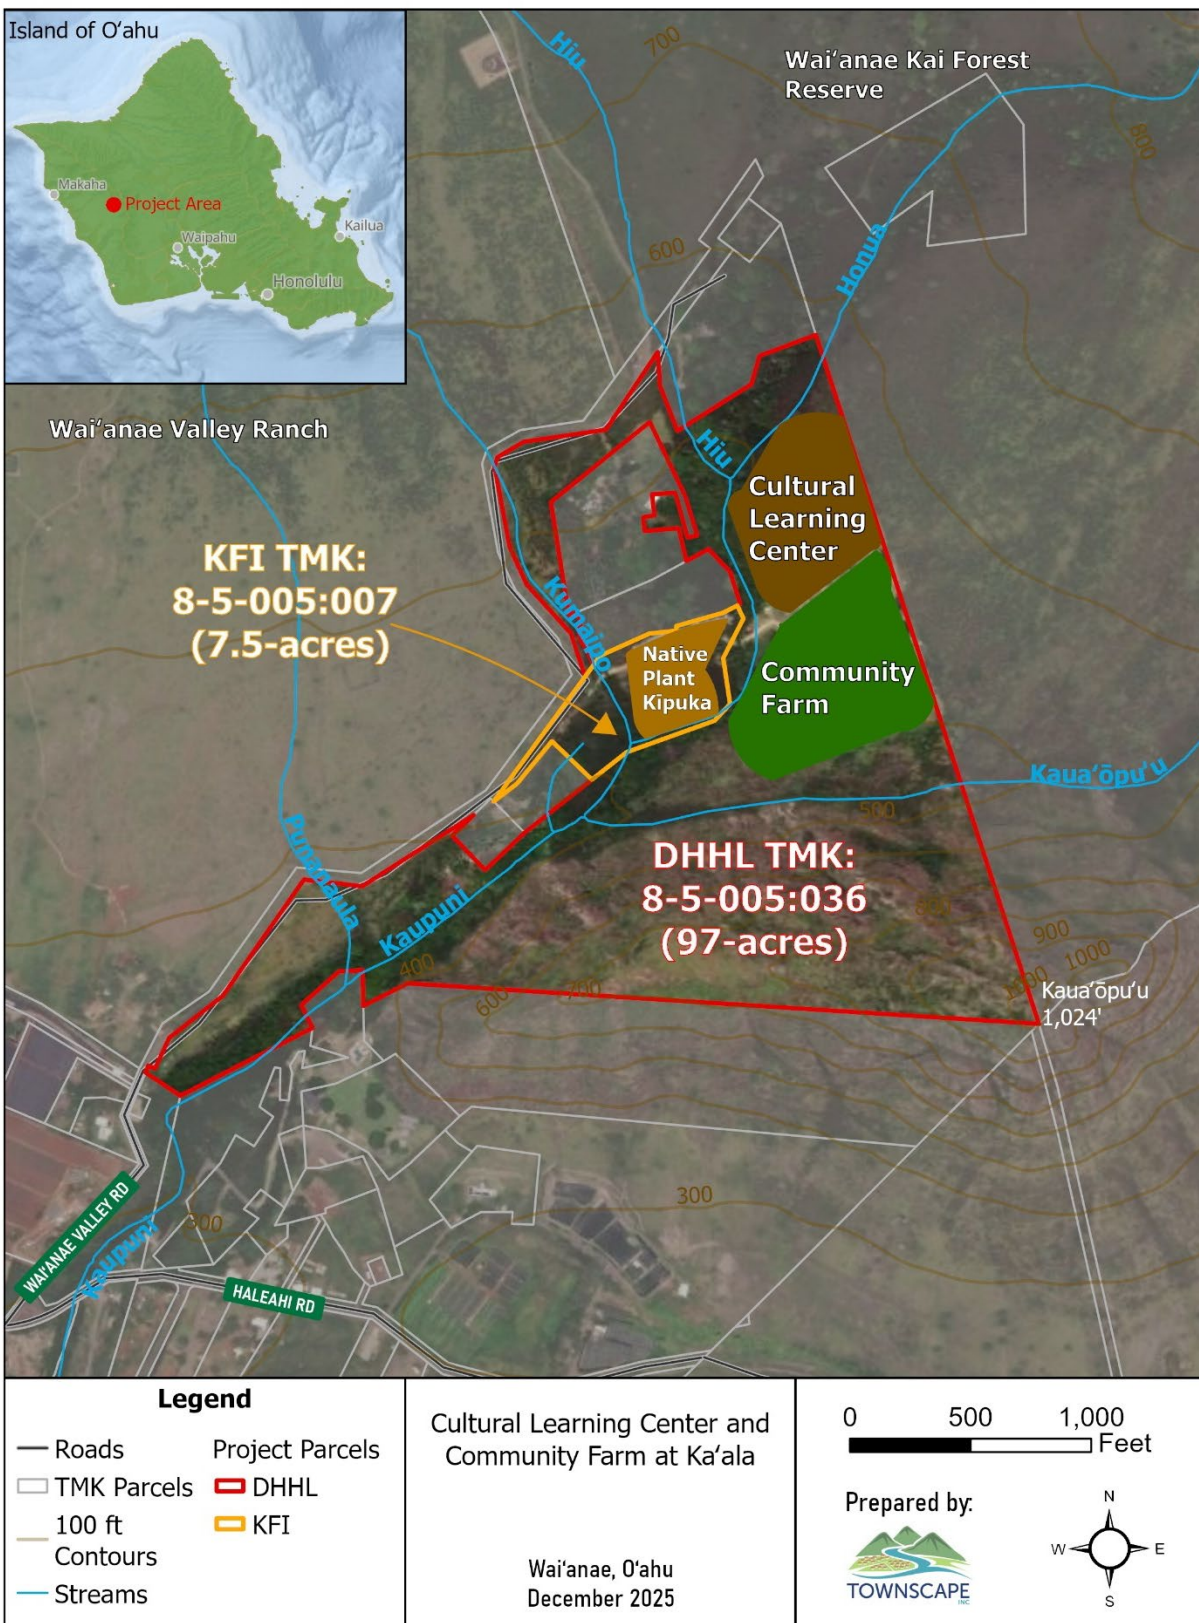 Island of Oʻahu
Makaha
Project Area
Waipahu
Kailua
Honolulu
Hiu
700
Waiʻanae Kai Forest
Reserve
800
600
Honua
Waiʻanae Valley Ranch
Hiu
Cultural
Learning
Center
KFI TMK:
8-5-005:007
(7.5-acres)
Kumaipo
Native
Plant
Kīpuka
Community
Farm
Kauaʻōpuʻu
500
Punanaula
DHHL TMK:
8-5-005:036
(97-acres)
Kaupuni
800
900
1000
1000
400
600
700
Kauaʻōpuʻu
1,024'
300
300
WAIʻANAE VALLEY RD
Kaupuni
HALEAHI RD
Legend
Roads
TMK Parcels
100 ft
Contours
Streams
Project Parcels
DHHL
KFI
Cultural Learning Center and
Community Farm at Kaʻala
Waiʻanae, Oʻahu
December 2025
0 500 1,000
Feet
Prepared by:
TOWNSCAPE
INC
N
W E
S